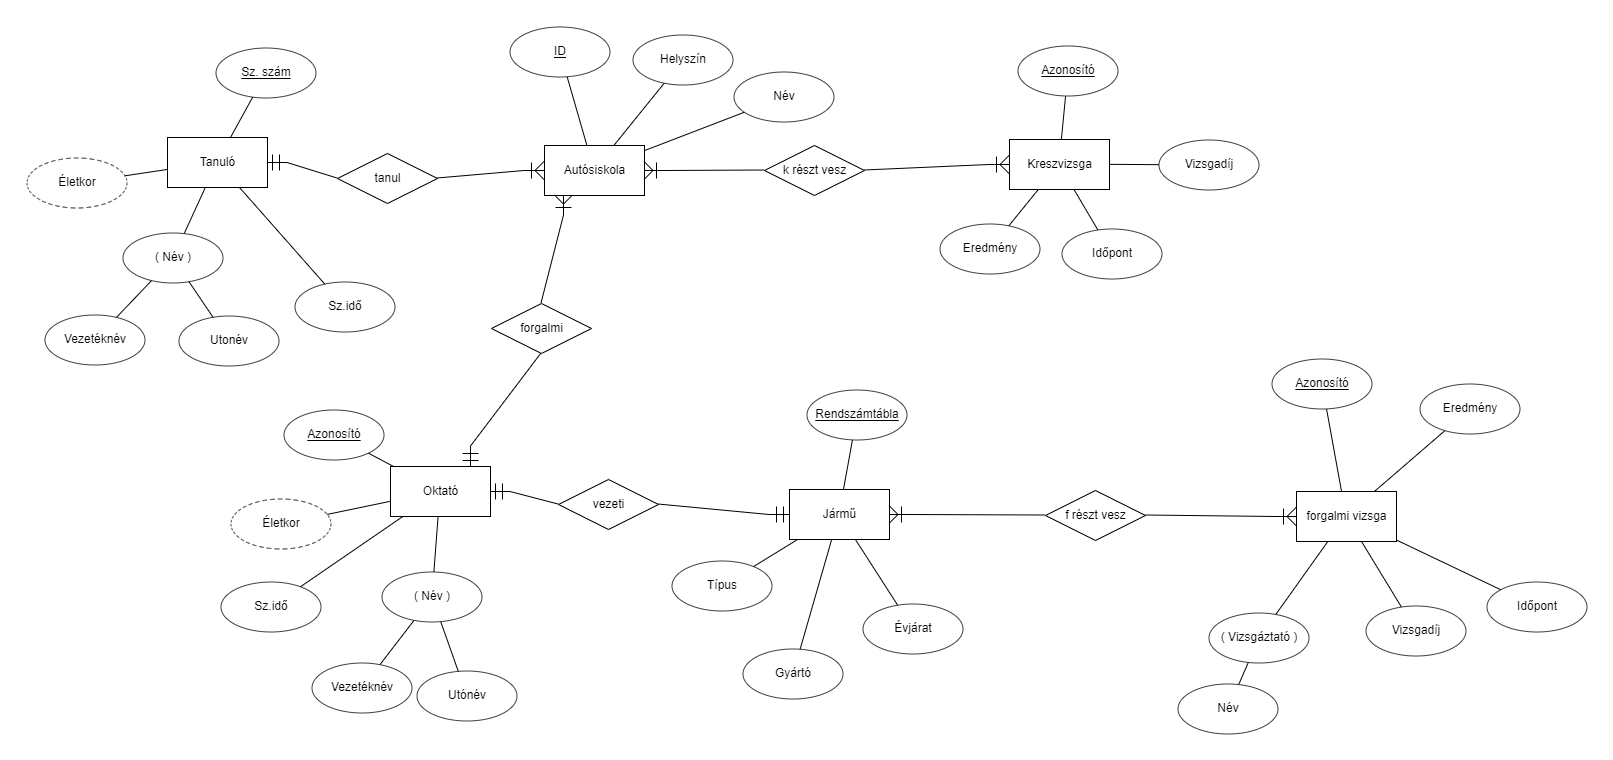 ID
Helyszín
Sz. szám
Azonosító
Név
Tanuló
Autósiskola
Kreszvizsga
Vizsgadíj
k részt vesz
tanul
Életkor
Eredmény
Időpont
( Név )
Sz.idő
forgalmi
Vezetéknév
Utonév
Azonosító
Eredmény
Rendszámtábla
Azonosító
Oktató
vezeti
Jármű
f részt vesz
forgalmi vizsga
Életkor
Típus
( Név )
Sz.idő
Időpont
Évjárat
Vizsgadíj
( Vizsgáztató )
Gyártó
Vezetéknév
Utónév
Név